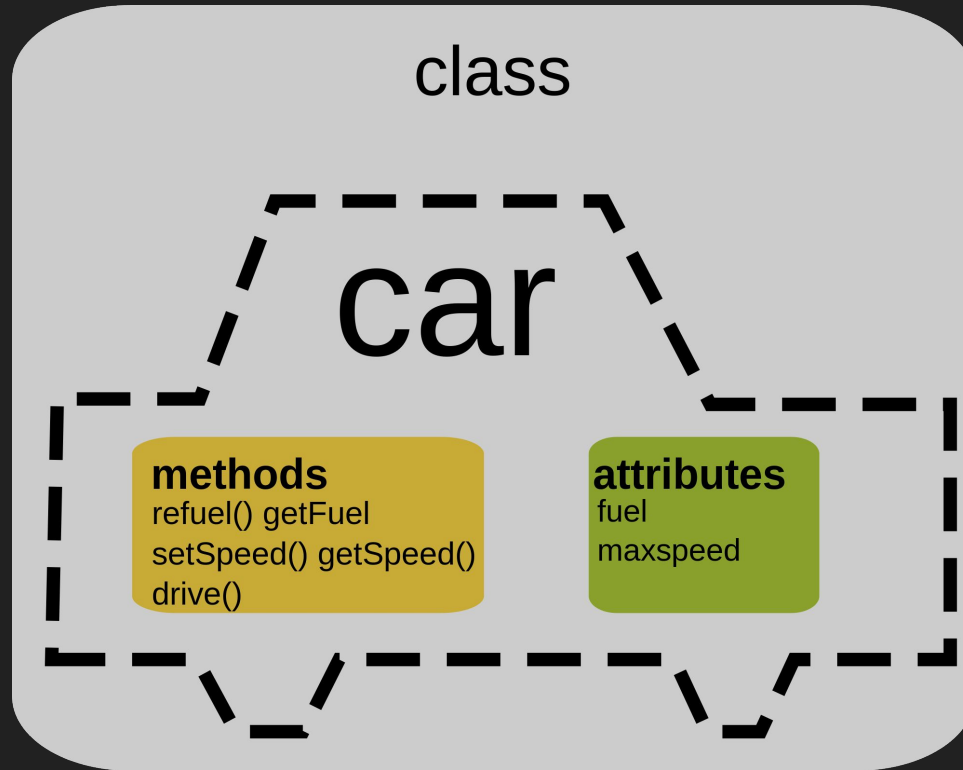 class
car
methods
refuel() getFuel
setSpeed() getSpeed()
drive()
attributes
fuel
maxspeed